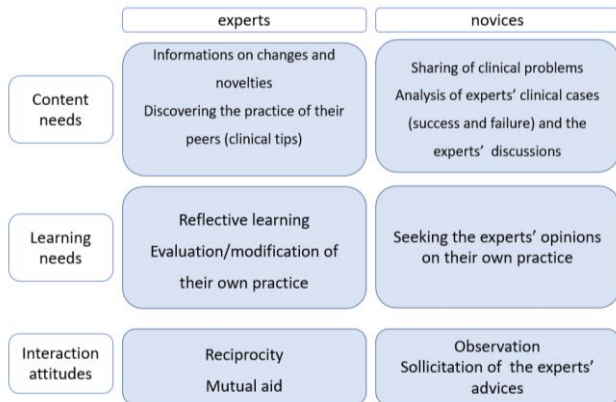 experts
novices
Content
needs
Informations on changes and
novelties
Discovering the practice of their
peers (clinical tips)
Sharing of clinical problems
Analysis of experts' clinical cases
(success and failure) and the
experts' discussions
Learning
needs
Reflective learning
Evaluation/modification of
their own practice
Seeking the experts' opinions
on their own practice
Interaction
attitudes
Reciprocity
Mutual aid
Observation
Sollicitation of the experts'
advices